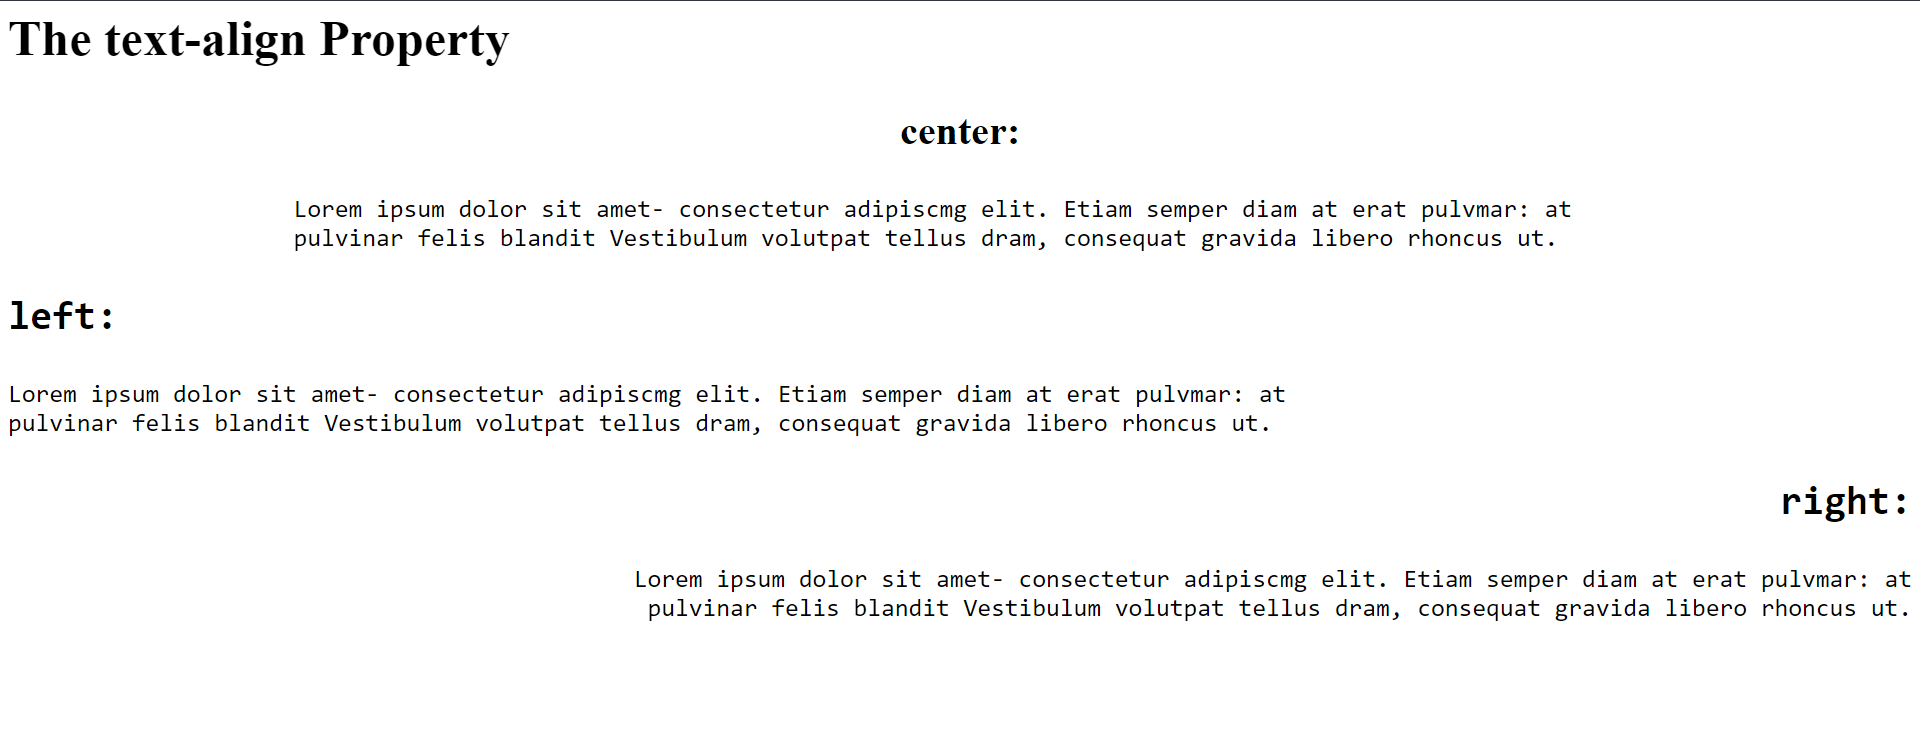 The text-align Property
center:
Lorem ipsum dolor sit amet- consectetur adipiscmg elit. Etiam semper diam at erat pulvmar: at
pulvinar felis blandit Vestibulum volutpat tellus dram, consequat gravida libero rhoncus ut.
left:
Lorem ipsum dolor sit amet- consectetur adipiscmg elit. Etiam semper diam at erat pulvmar: at
pulvinar felis blandit Vestibulum volutpat tellus dram, consequat gravida libero rhoncus ut.
right:
Lorem ipsum dolor sit amet- consectetur adipiscmg elit. Etiam semper diam at erat pulvmar: at
pulvinar felis blandit Vestibulum volutpat tellus dram, consequat gravida libero rhoncus ut.